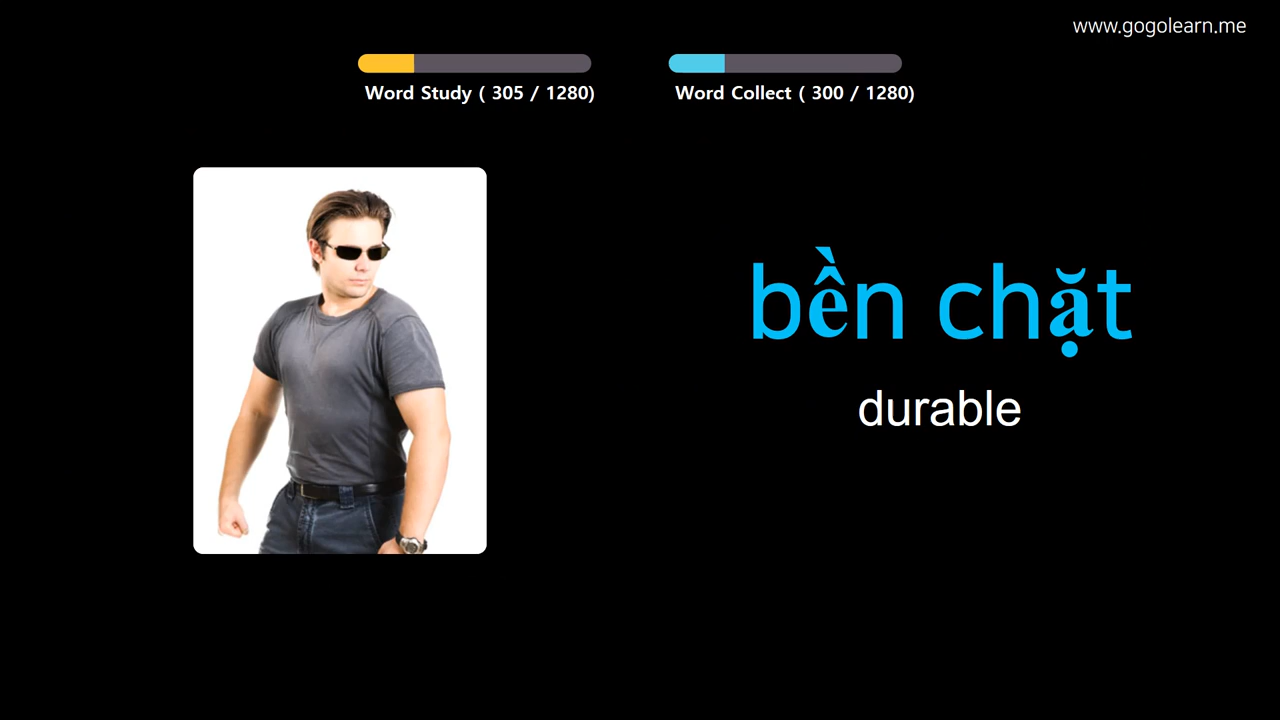 www.gogolearn.me
Word Study ( 305 / 1280)
Word Collect ( 300 / 1280)
bền chặt
durable